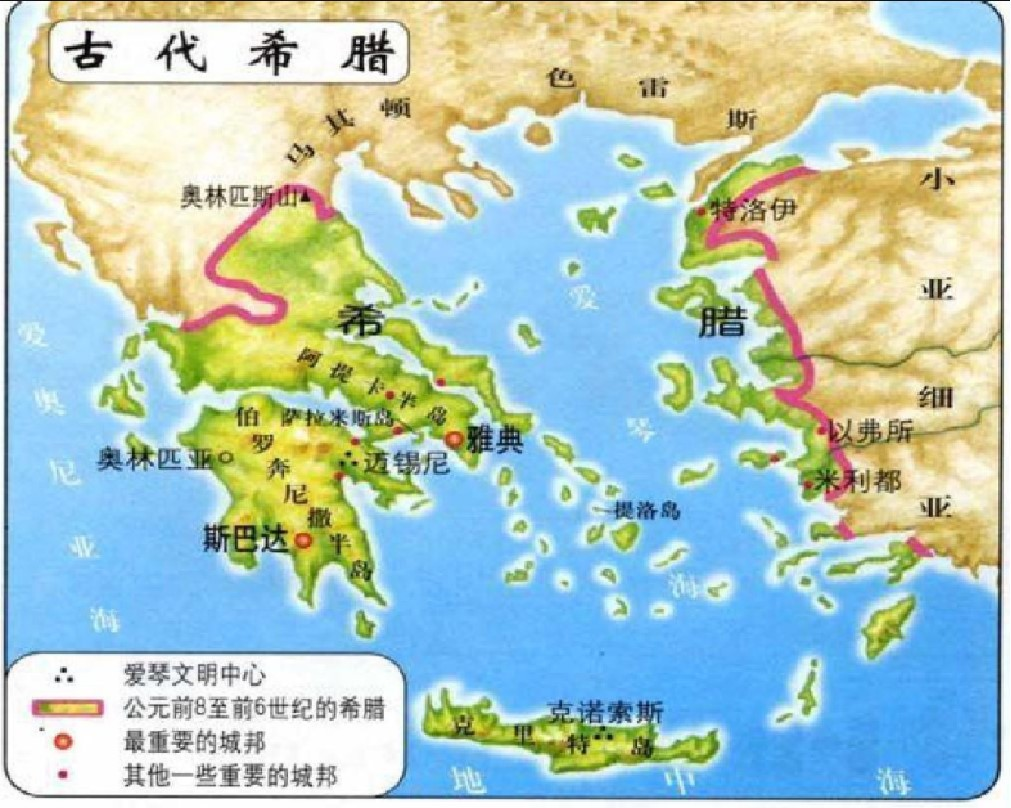 古代希腊
马其顿
色雷斯
奥林匹斯山
特洛伊
小亚细亚
希腊
爱琴海
爱奥尼亚海
阿提卡半岛
伯罗奔尼撒半岛
萨拉米斯岛
雅典
奥林匹亚
迈锡尼
以弗所
米利都
提洛岛
斯巴达
克诺索斯
克里特岛
地中海
爱琴文明中心
公元前8至前6世纪的希腊
最重要的城邦
其他一些重要的城邦